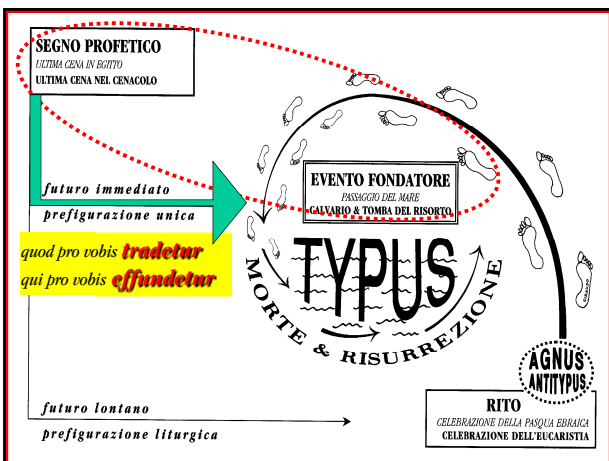 SEGNO PROFETICO
ULTIMA CENA IN EGITTO
ULTIMA CENA NEL CENACOLO
futuro immediato
prefigurazione unica
quod pro vobis tradetur
qui pro vobis effundetur
EVENTO FONDATORE
PASSAGGIO DEL MARE
CALVARIO & TOMBA DEL RISORTO
TYPUS
MORTE & RISURREZIONE
AGNUS
ANTITYPUS
RITO
CELEBRAZIONE DELLA PASQUA EBRAICA
CELEBRAZIONE DELL'EUCARISTIA
futuro lontano
prefigurazione liturgica